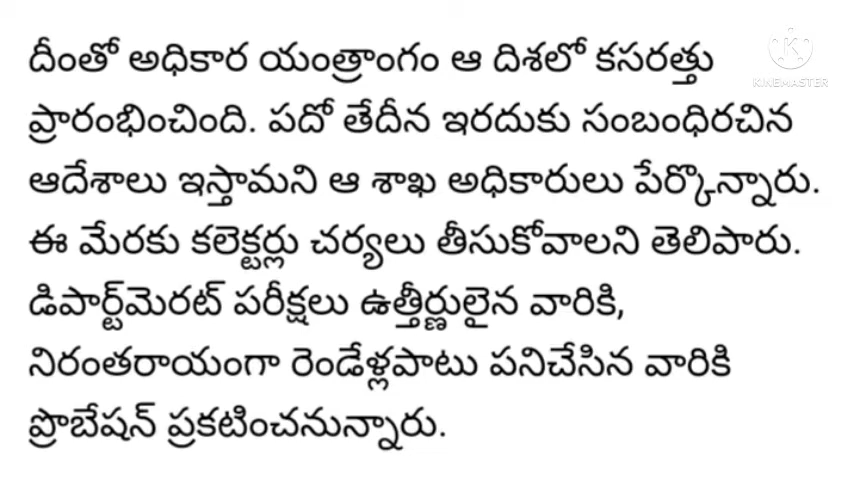 దీంతో అధికార యంత్రాంగం ఆ దిశలో కసరత్తు
ప్రారంభించింది. పదో తేదీన ఇరదుకు సంబంధిరచిన
ఆదేశాలు ఇస్తామని ఆ శాఖ అధికారులు పేర్కొన్నారు.
ఈ మేరకు కలెక్టర్లు చర్యలు తీసుకోవాలని తెలిపారు.
డిపార్ట్‌మెరట్ పరీక్షలు ఉత్తీర్ణులైన వారికి,
నిరంతరాయంగా రెండేళ్లపాటు పనిచేసిన వారికి
ప్రొబేషన్ ప్రకటించనున్నారు.
KINEMASTER